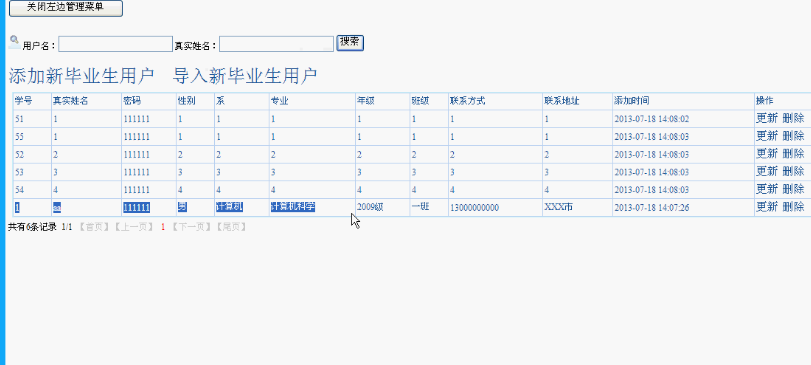 关闭左边管理菜单
用户名： 真实姓名： 搜索
添加新毕业生用户 导入新毕业生用户
学号 真实姓名 密码 性别 系 专业 年级 班级 联系方式 联系地址 添加时间 操作
51 1 111111 1 1 1 1 1 1 1 2013-07-18 14:08:02 更新 删除
55 1 111111 1 1 1 1 1 1 1 2013-07-18 14:08:03 更新 删除
52 2 111111 2 2 2 2 2 2 2 2013-07-18 14:08:03 更新 删除
53 3 111111 3 3 3 3 3 3 3 2013-07-18 14:08:03 更新 删除
54 4 111111 4 4 4 4 4 4 4 2013-07-18 14:08:03 更新 删除
1 aa 111111 男 计算机 计算机科学 2009级 一班 13000000000 XXX市 2013-07-18 14:07:26 更新 删除
共有6条记录 1/1 【首页】【上一页】 1 【下一页】【尾页】